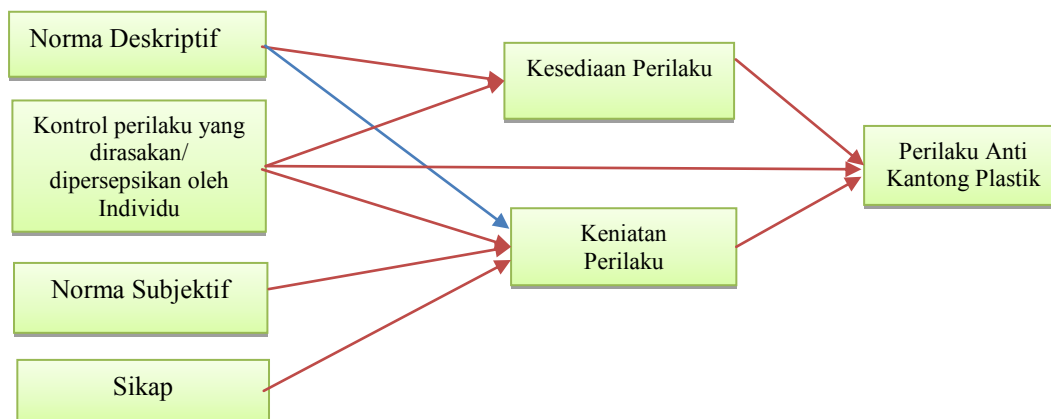 Norma Deskriptif
Kontrol perilaku yang
dirasakan/
dipersepsikan oleh
Individu
Norma Subjektif
Sikap
Kesediaan Perilaku
Keniatan
Perilaku
Perilaku Anti
Kantong Plastik